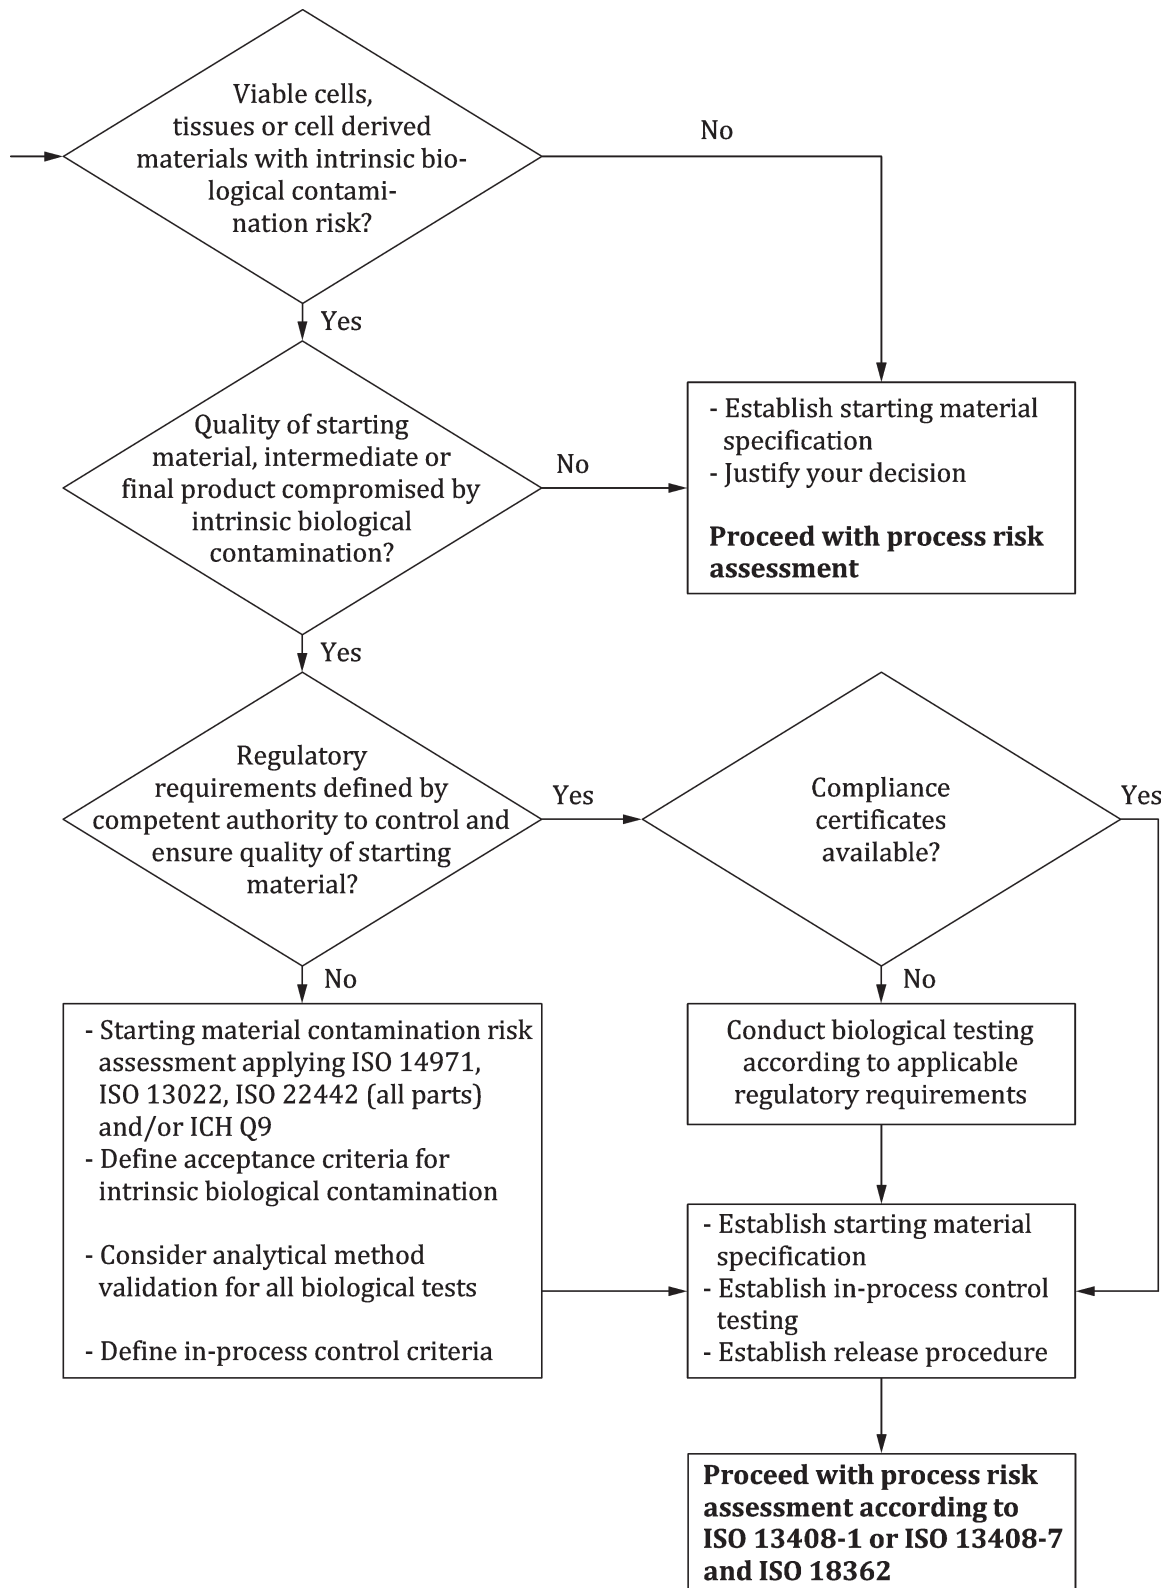 Viable cells,
tissues or cell derived
materials with intrinsic bio-
logical contami-
nation risk?
No
Yes
Quality of starting
material, intermediate or
final product compromised by
intrinsic biological
contamination?
No
- Establish starting material
specification
- Justify your decision
Proceed with process risk
assessment
Yes
Regulatory
requirements defined by
competent authority to control and
ensure quality of starting
material?
Yes
Compliance
certificates
available?
Yes
No
- Starting material contamination risk
assessment applying ISO 14971,
ISO 13022, ISO 22442 (all parts)
and/or ICH Q9
- Define acceptance criteria for
intrinsic biological contamination
- Consider analytical method
validation for all biological tests
- Define in-process control criteria
No
Conduct biological testing
according to applicable
regulatory requirements
- Establish starting material
specification
- Establish in-process control
testing
- Establish release procedure
Proceed with process risk
assessment according to
ISO 13408-1 or ISO 13408-7
and ISO 18362